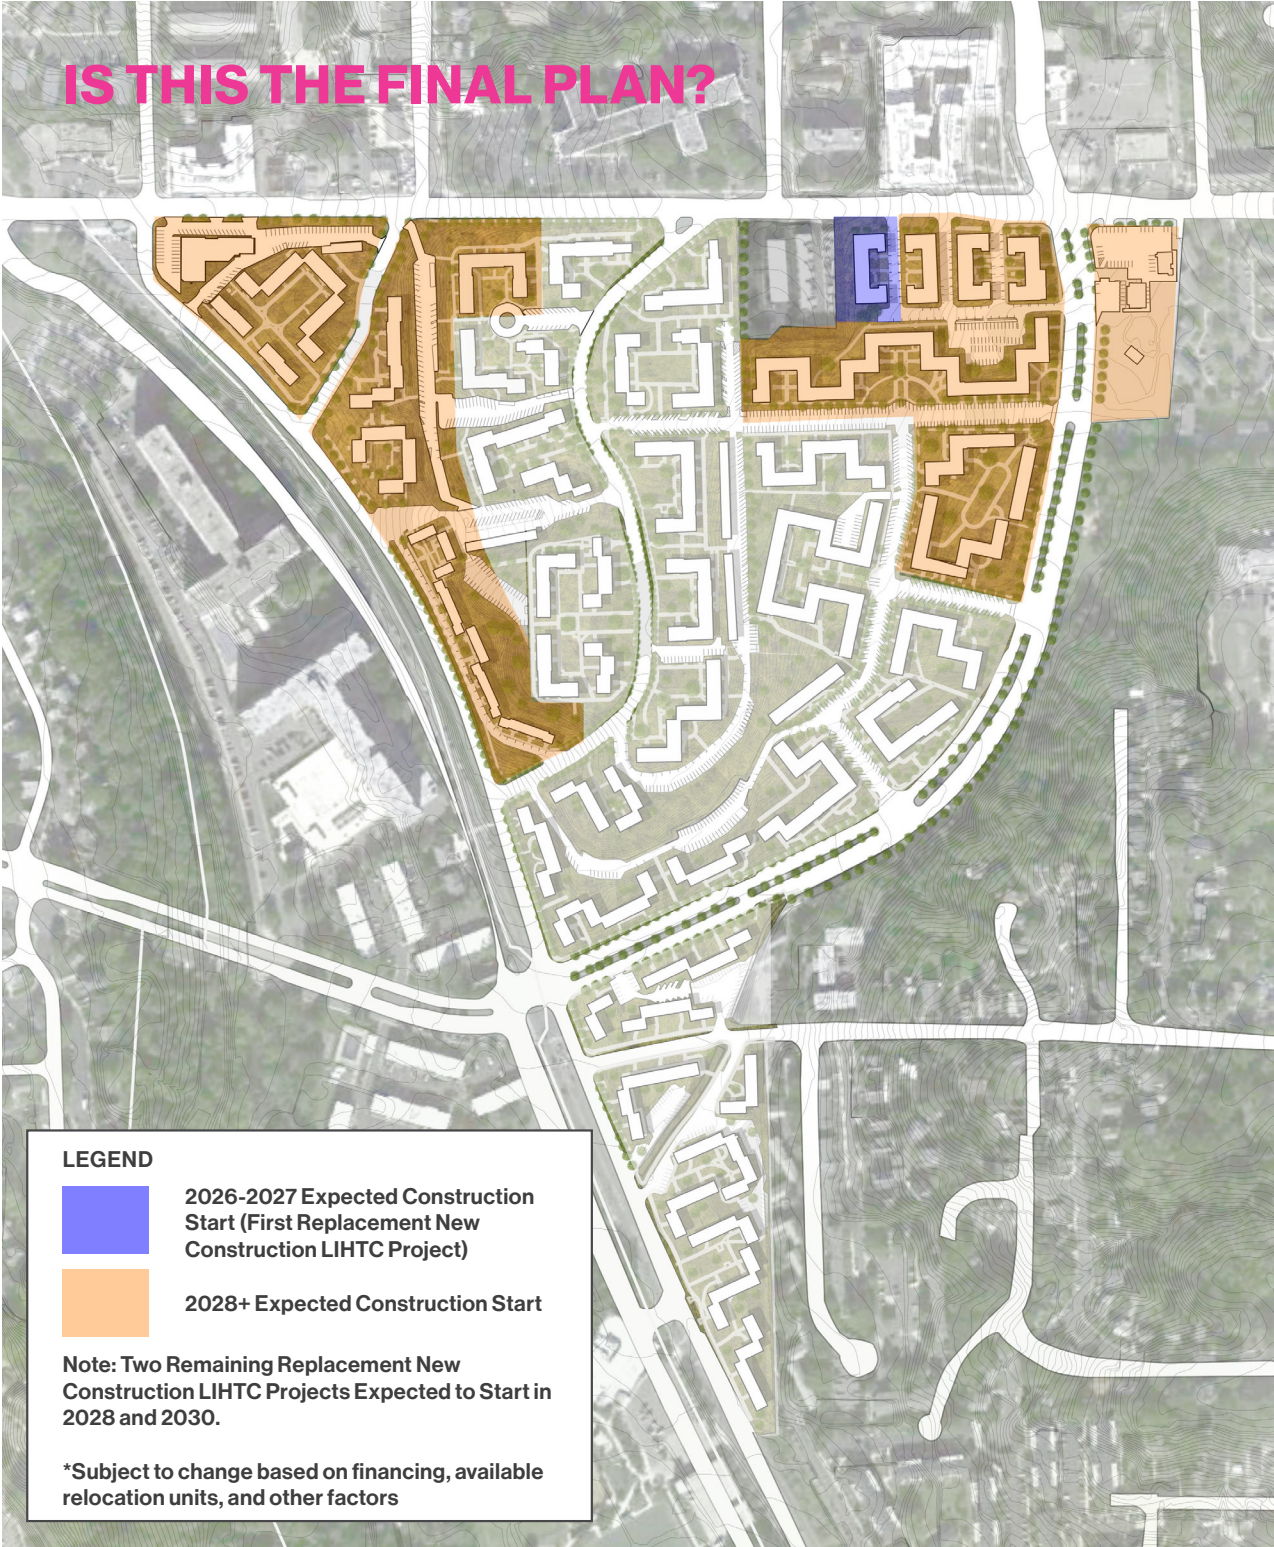 IS THIS THE FINAL PLAN?
LEGEND
2026-2027 Expected Construction
Start (First Replacement New
Construction LIHTC Project)
2028+ Expected Construction Start
Note: Two Remaining Replacement New
Construction LIHTC Projects Expected to Start in
2028 and 2030.
*Subject to change based on financing, available
relocation units, and other factors